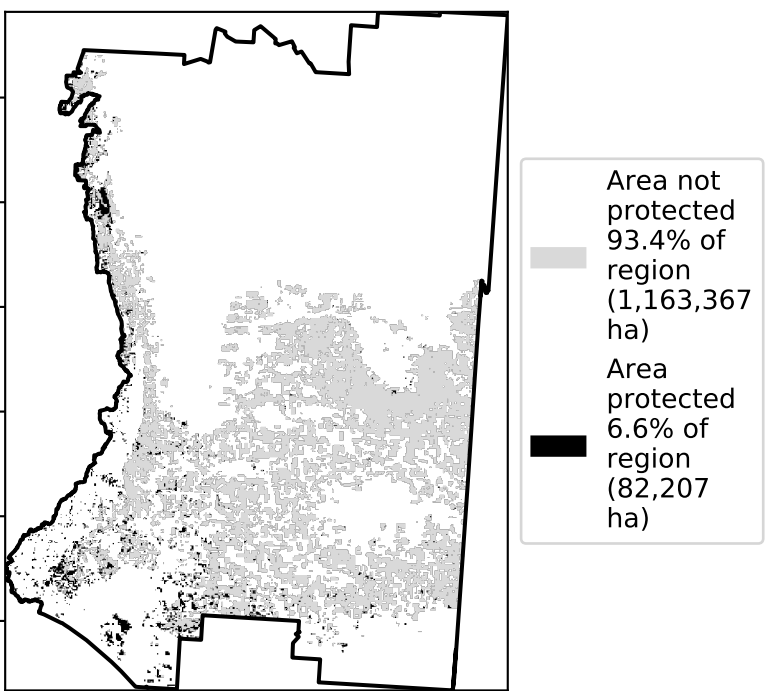 Area not
protected
93.4% of
region
(1,163,367
ha)
Area
protected
6.6% of
region
(82,207
ha)